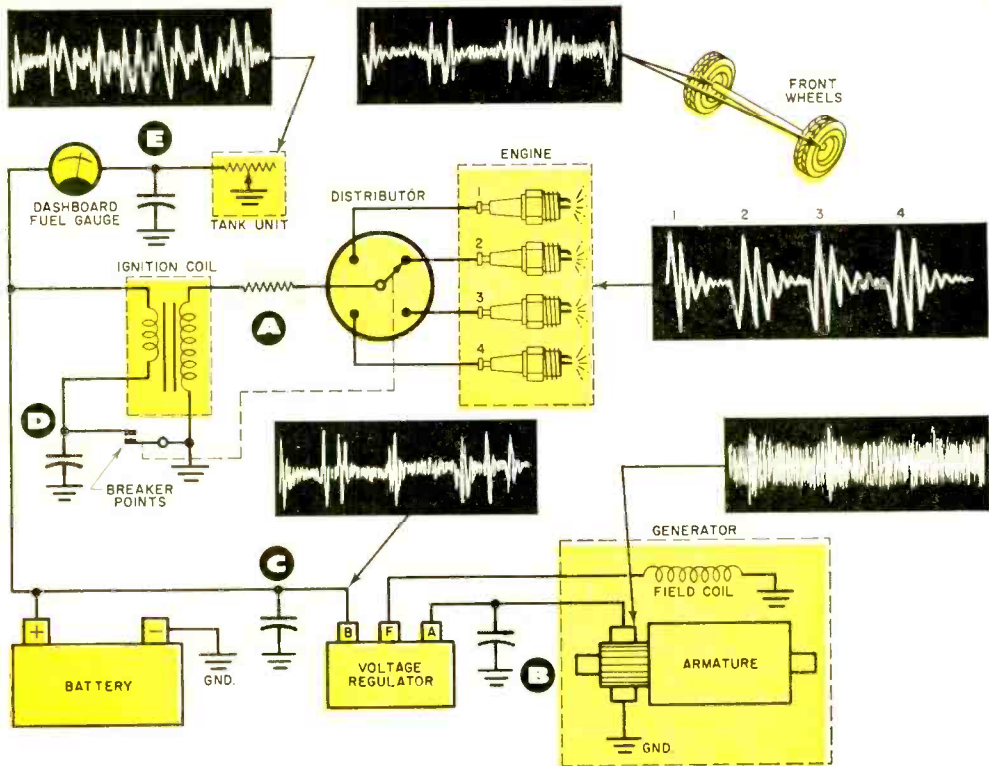 FRONT
WHEELS
E
ENGINE
DASHBOARD
FUEL GAUGE
TANK UNIT
DISTRIBUTOR
1
2
3
4
1 2 3 4
IGNITION COIL
A
D
BREAKER
POINTS
GENERATOR
C
FIELD COIL
+
-
B F A
GND.
BATTERY
VOLTAGE
REGULATOR
B
ARMATURE
GND.